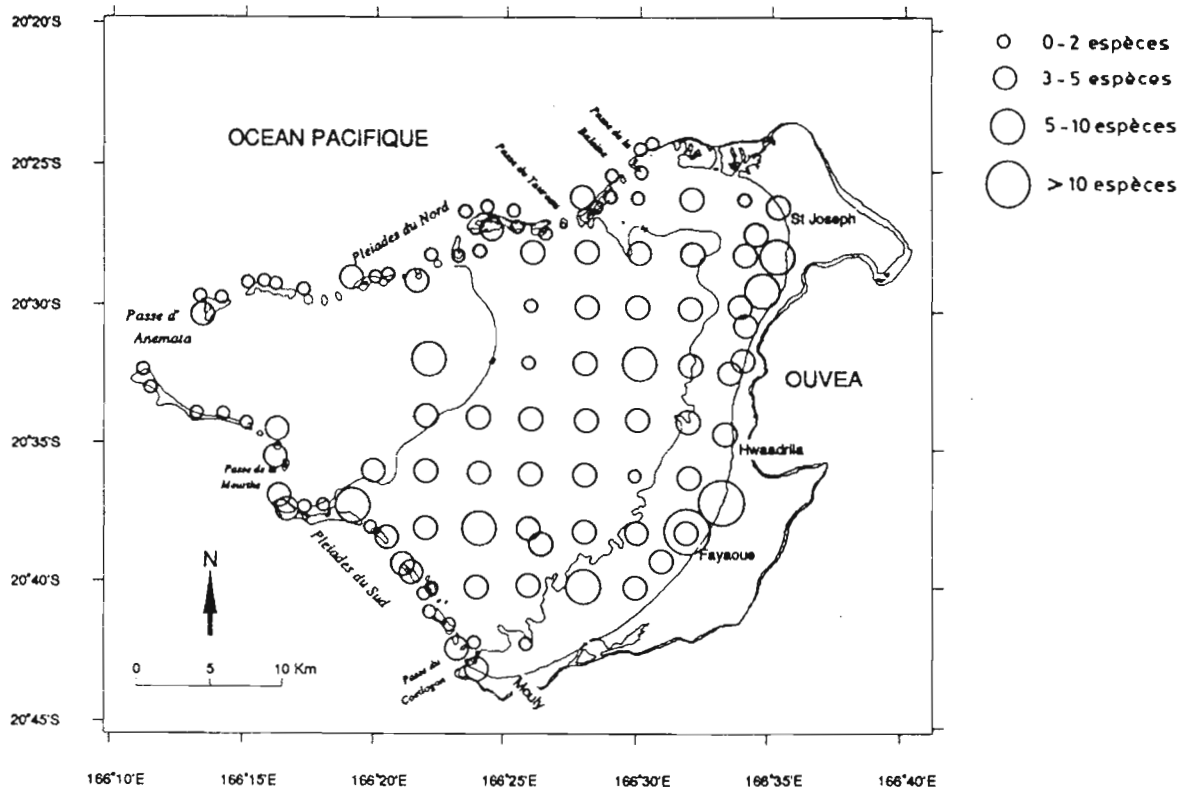 20°20'S
20°25'S
20°30'S
20°35'S
20°40'S
20°45'S
166°10'E
166°15'E
166°20'E
166°25'E
166°30'E
166°35'E
166°40'E
OCEAN PACIFIQUE
Passe de la
Baleine
Passe du
Pleiades du Nord
St Joseph
Passe d'
Anemata
OUVEA
Hwaadrila
Passe de la
Meurthe
Pleiades du Sud
Fayaoue
N
0 5 10 Km
Passe du
Coetlogon
Mouly
0-2 espèces
3-5 espèces
5-10 espèces
>10 espèces